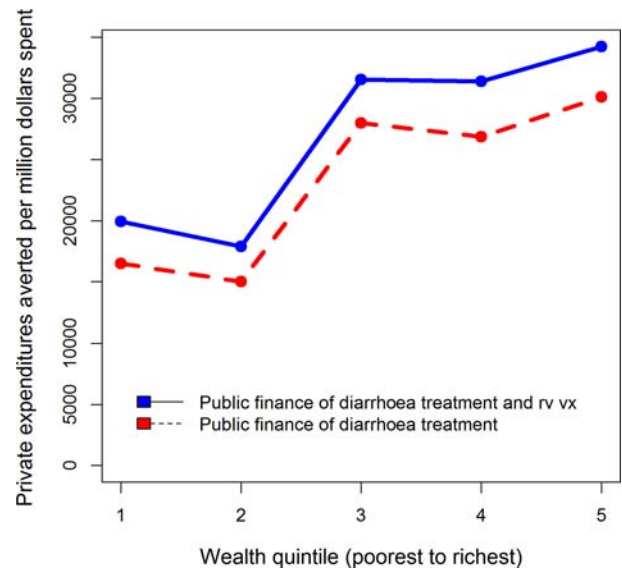 Private expenditures averted per million dollars spent
30000
20000
10000
5000
0
Public finance of diarrhoea treatment and rv vx
Public finance of diarrhoea treatment
1 2 3 4 5
Wealth quintile (poorest to richest)